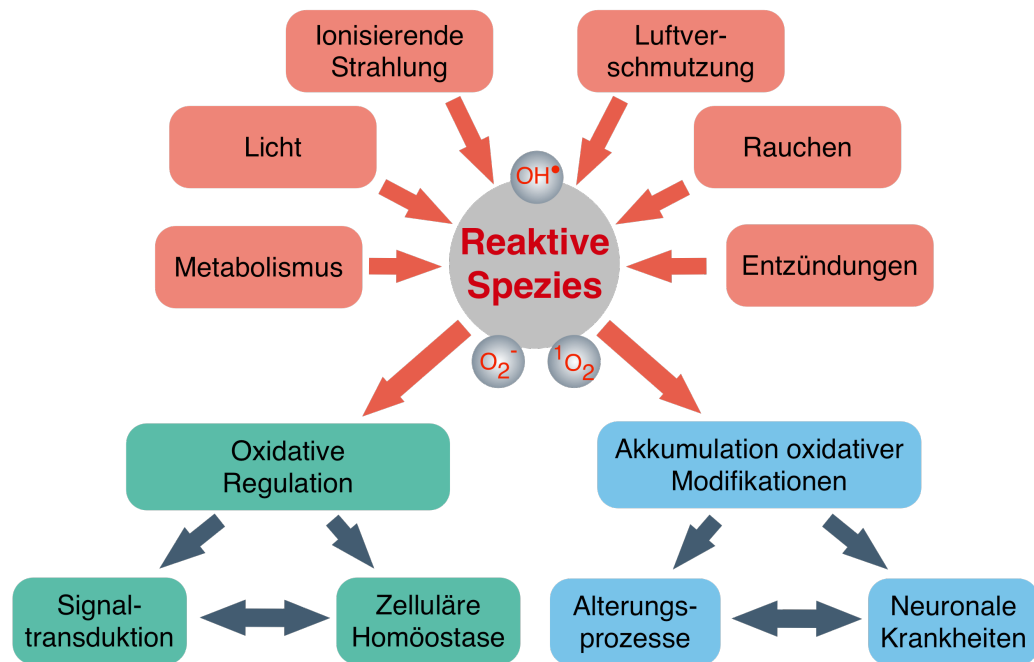 Ionisierende
Strahlung
Luftver-
schmutzung
Licht
Rauchen
OH•
Metabolismus
Reaktive
Spezies
Entzündungen
O₂⁻
¹O₂
Oxidative
Regulation
Akkumulation oxidativer
Modifikationen
Signal-
transduktion
Zelluläre
Homöostase
Alterungs-
prozesse
Neuronale
Krankheiten